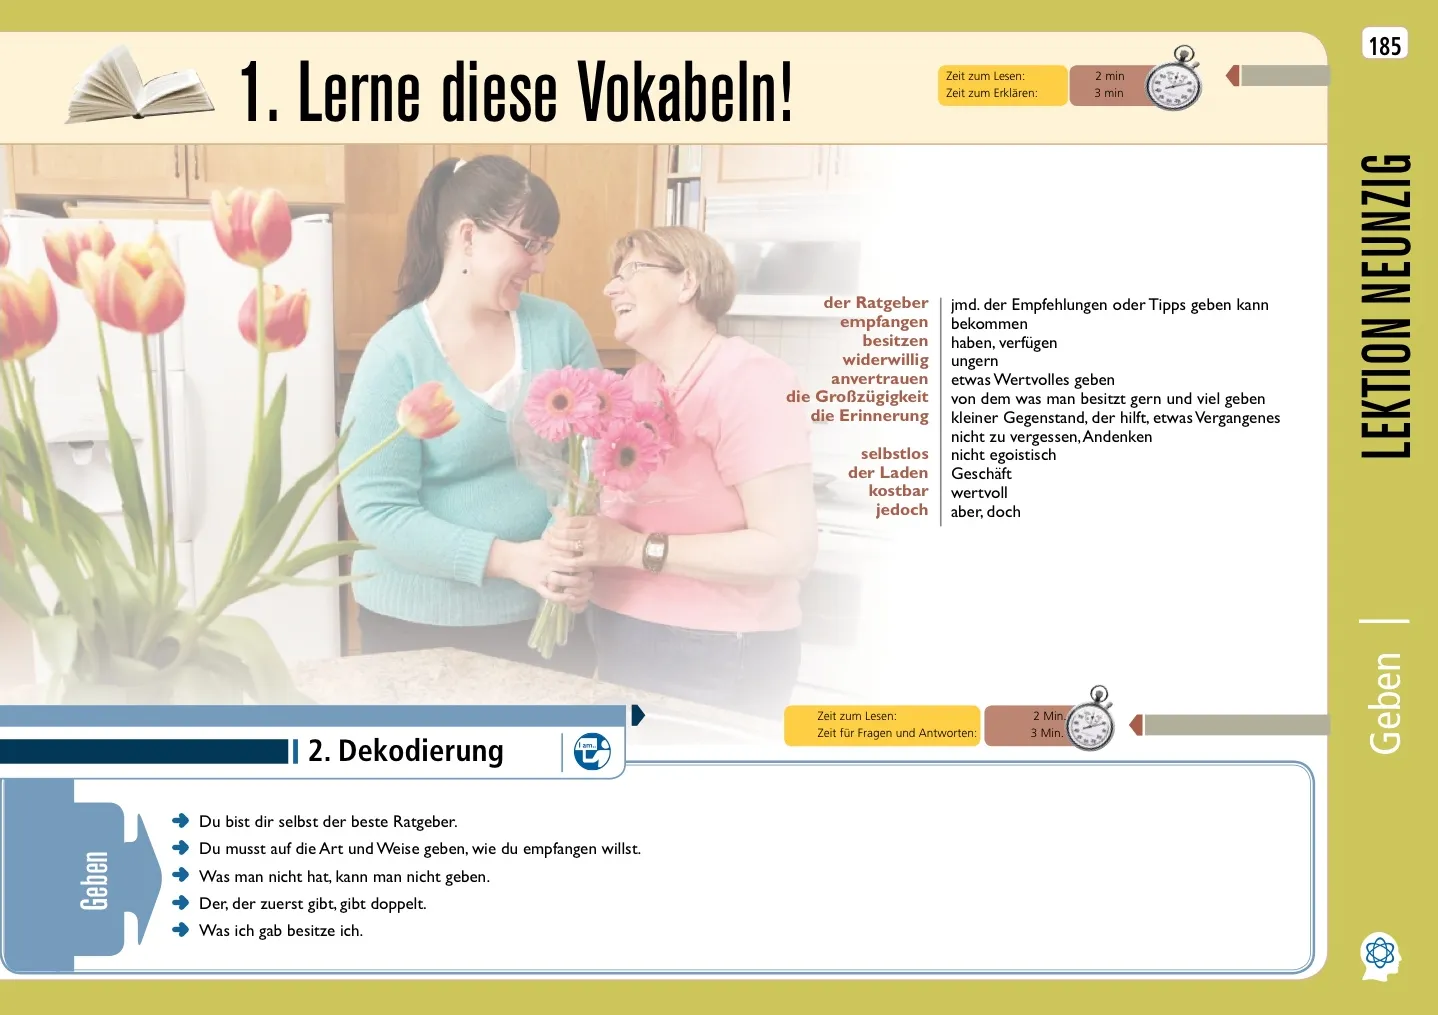 185
1. Lerne diese Vokabeln!
Zeit zum Lesen: 2 min
Zeit zum Erklären: 3 min
der Ratgeber jmd. der Empfehlungen oder Tipps geben kann
empfangen bekommen
besitzen haben, verfügen
widerwillig ungern
anvertrauen etwas Wertvolles geben
die Großzügigkeit von dem was man besitzt gern und viel geben
die Erinnerung kleiner Gegenstand, der hilft, etwas Vergangenes
nicht zu vergessen, Andenken
selbstlos nicht egoistisch
der Laden Geschäft
kostbar wertvoll
jedoch aber, doch
LEKTION NEUNZIG
Geben
Zeit zum Lesen: 2 Min.
Zeit für Fragen und Antworten: 3 Min.
2. Dekodierung
I am..
Geben
Du bist dir selbst der beste Ratgeber.
Du musst auf die Art und Weise geben, wie du empfangen willst.
Was man nicht hat, kann man nicht geben.
Der, der zuerst gibt, gibt doppelt.
Was ich gab besitze ich.